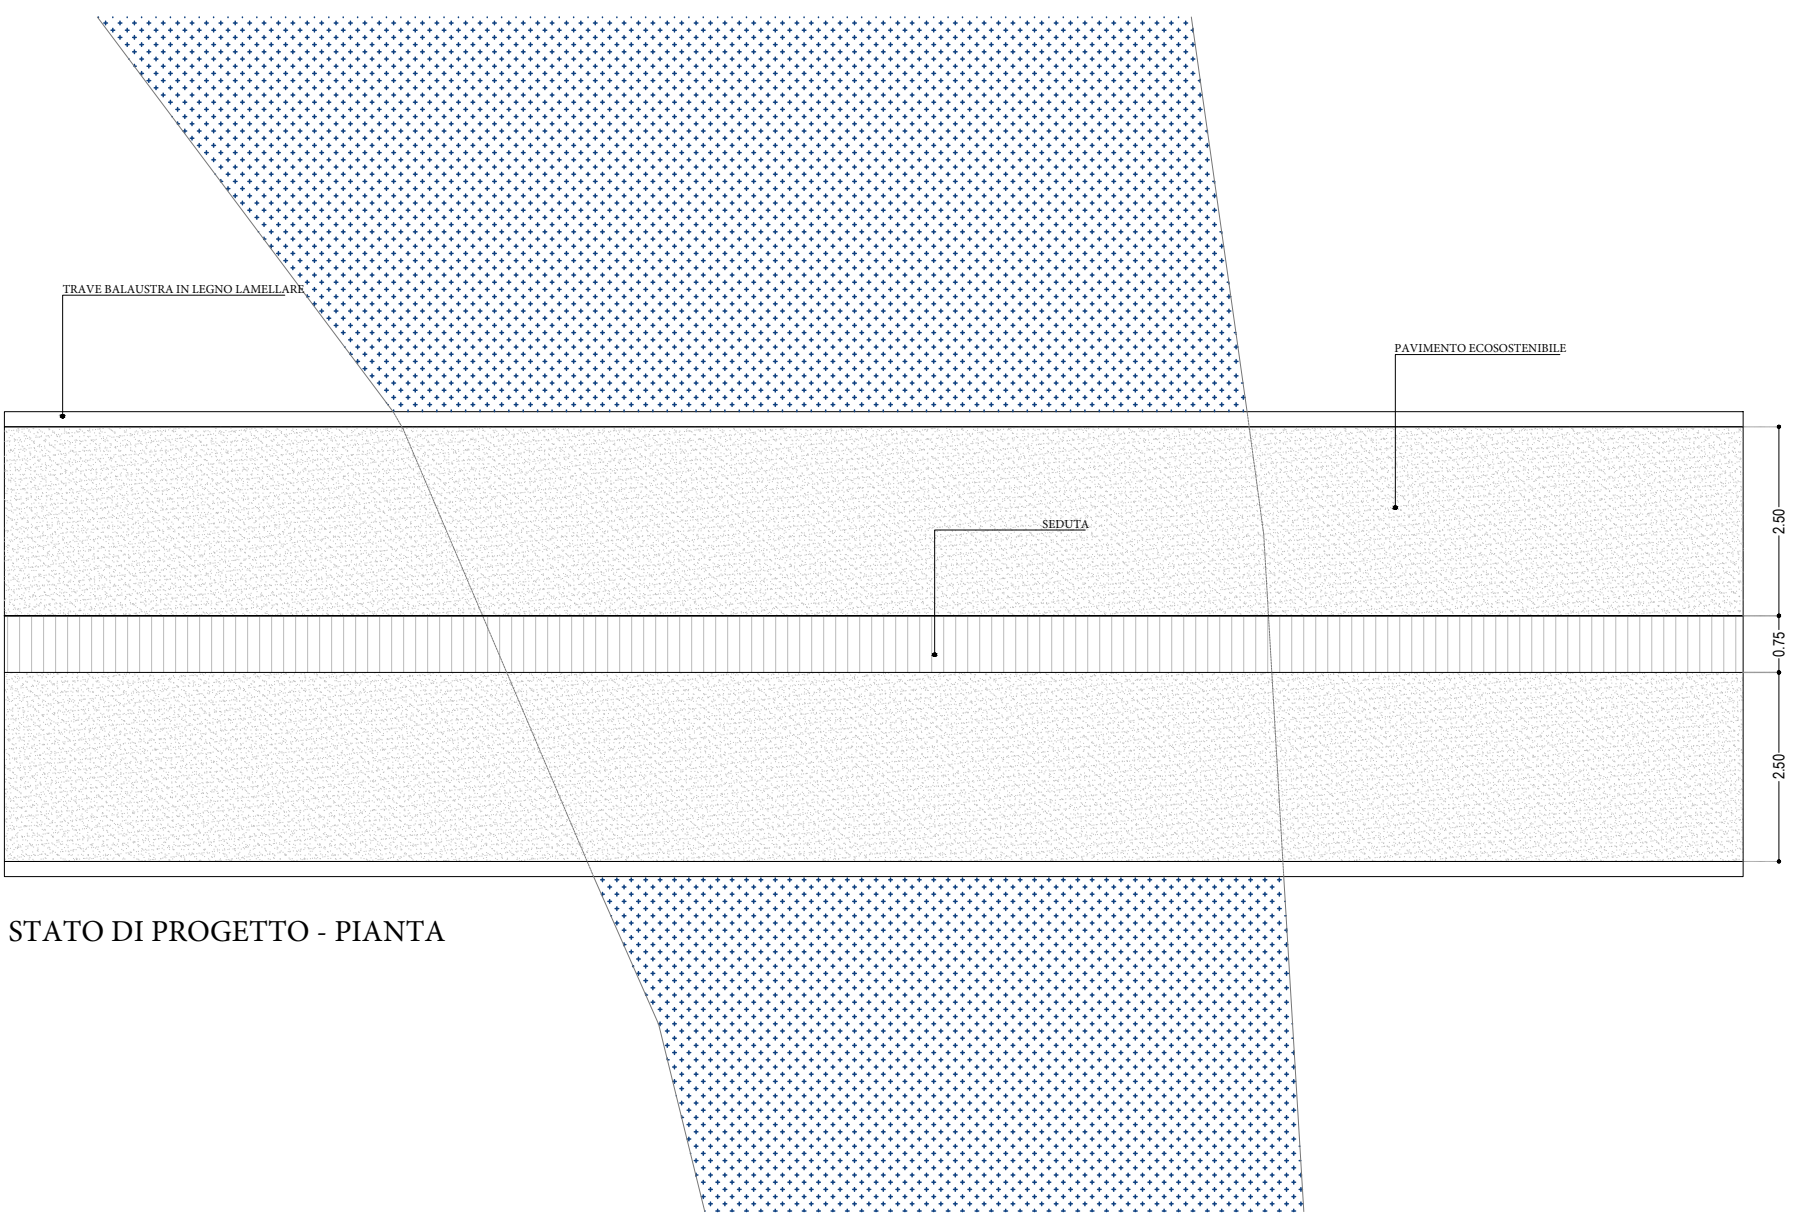 TRAVE BALAUSTRA IN LEGNO LAMELLARE
PAVIMENTO ECOSOSTENIBILE
SEDUTA
2.50
0.75
2.50
STATO DI PROGETTO - PIANTA